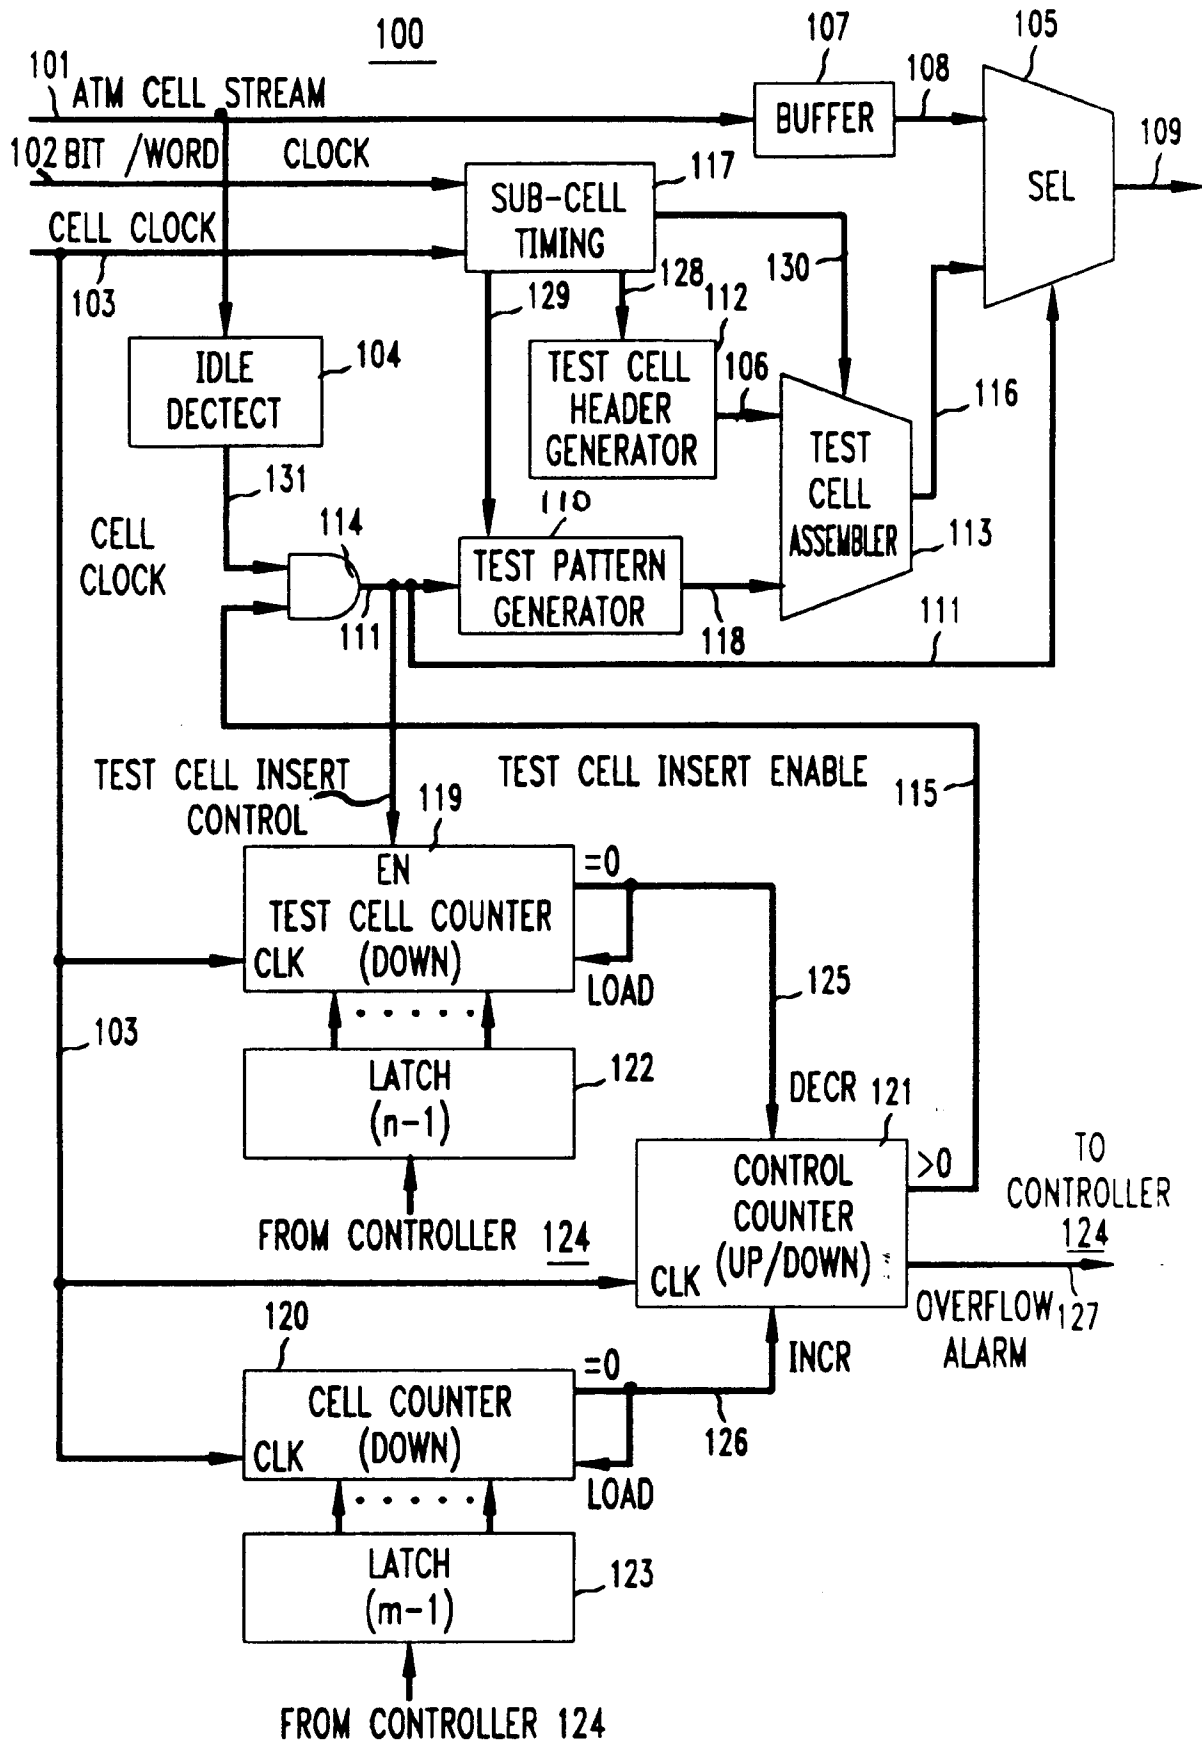 100
101
ATM CELL STREAM
107
BUFFER
108
105
SEL
109
102 BIT /WORD CLOCK
117
SUB-CELL
TIMING
CELL CLOCK
103
129
128
130
112
104
IDLE
DECTECT
TEST CELL
HEADER
GENERATOR
106
116
TEST
CELL
ASSEMBLER
113
131
CELL
CLOCK
114
110
111
TEST PATTERN
GENERATOR
118
111
TEST CELL INSERT
CONTROL
TEST CELL INSERT ENABLE
115
119
EN
=0
TEST CELL COUNTER
CLK (DOWN)
LOAD
125
103
LATCH
(n-1)
122
DECR
121
FROM CONTROLLER 124
CONTROL
COUNTER
(UP/DOWN)
CLK
>0
TO
CONTROLLER
124
OVERFLOW
ALARM
127
INCR
120
=0
CELL COUNTER
CLK (DOWN)
LOAD
126
LATCH
(m-1)
123
FROM CONTROLLER 124